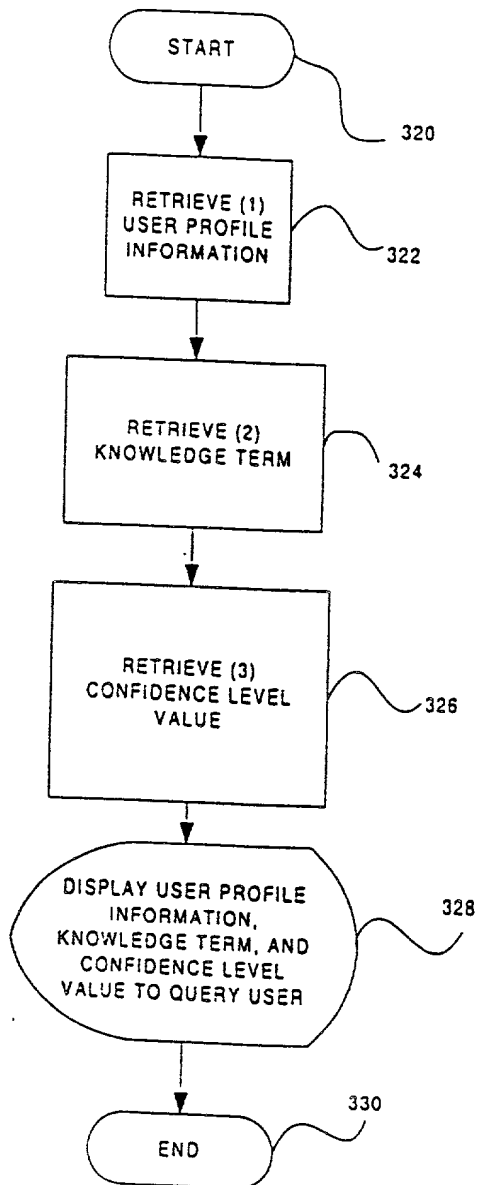 START
320
RETRIEVE (1)
USER PROFILE
INFORMATION
322
RETRIEVE (2)
KNOWLEDGE TERM
324
RETRIEVE (3)
CONFIDENCE LEVEL
VALUE
326
DISPLAY USER PROFILE
INFORMATION,
KNOWLEDGE TERM, AND
CONFIDENCE LEVEL
VALUE TO QUERY USER
328
330
END